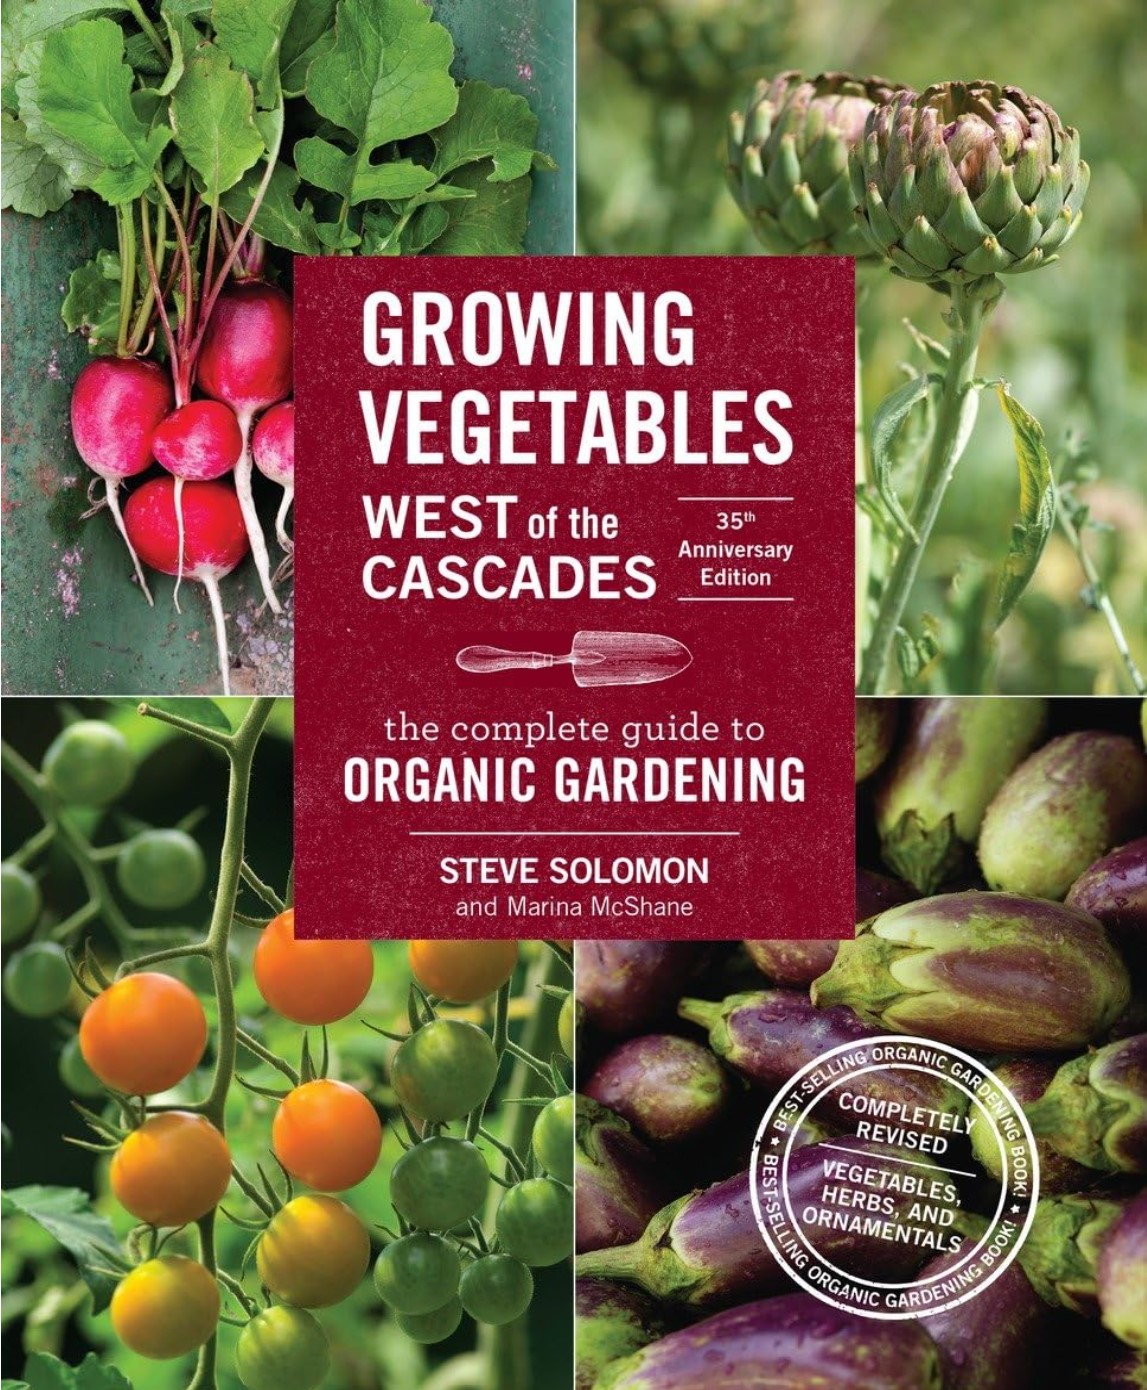 GROWING
VEGETABLES
WEST of the
CASCADES
35th
Anniversary
Edition
the complete guide to
ORGANIC GARDENING
STEVE SOLOMON
and Marina McShane
BEST-SELLING ORGANIC GARDENING BOOK!
COMPLETELY
REVISED
VEGETABLES,
HERBS, AND
ORNAMENTALS
BEST-SELLING ORGANIC GARDENING BOOK!